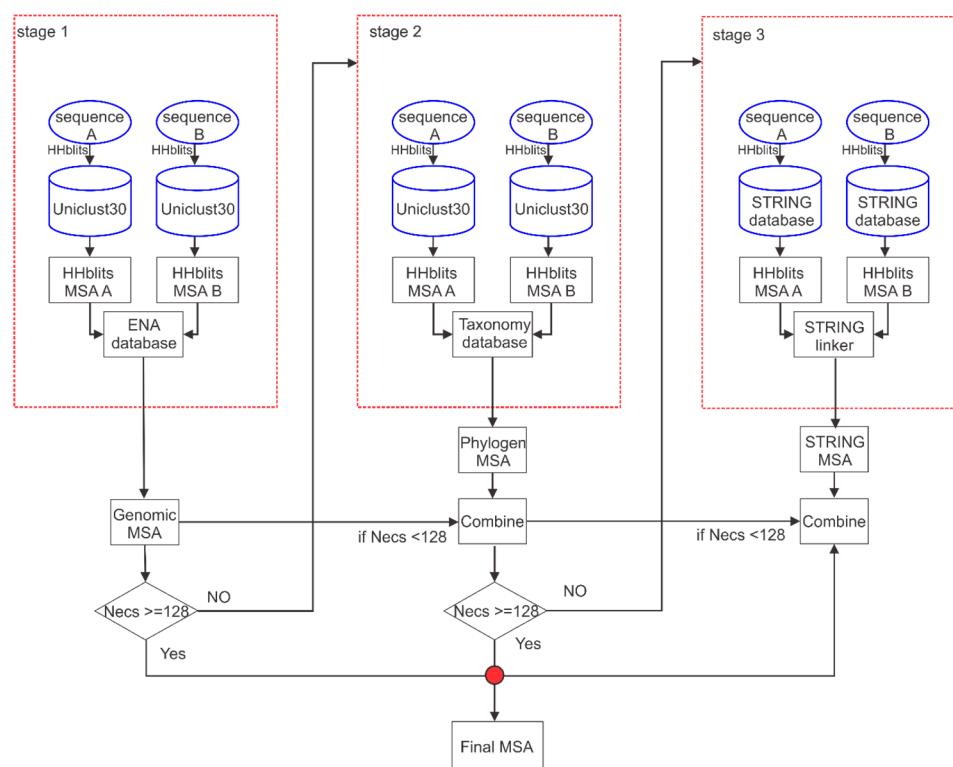 stage 1
sequence
A
sequence
B
HHblits
HHblits
Uniclust30
Uniclust30
HHblits
MSA A
HHblits
MSA B
ENA
database
Genomic
MSA
Necs >=128
NO
Yes
stage 2
sequence
A
sequence
B
HHblits
HHblits
Uniclust30
Uniclust30
HHblits
MSA A
HHblits
MSA B
Taxonomy
database
Phylogen
MSA
if Necs <128
Combine
Necs >=128
NO
Yes
stage 3
sequence
A
sequence
B
HHblits
HHblits
STRING
database
STRING
database
HHblits
MSA A
HHblits
MSA B
STRING
linker
STRING
MSA
if Necs <128
Combine
Final MSA